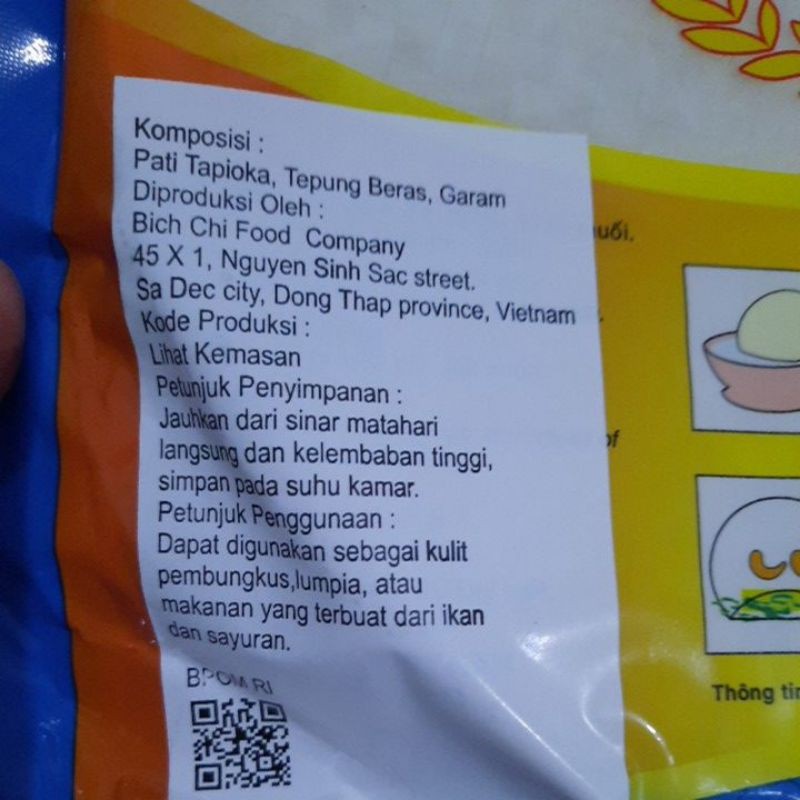 Komposisi :
Pati Tapioka, Tepung Beras, Garam
Diproduksi Oleh :
Bich Chi Food Company
45 X 1, Nguyen Sinh Sac street.
Sa Dec city, Dong Thap province, Vietnam
Kode Produksi :
Lihat Kemasan
Petunjuk Penyimpanan :
Jauhkan dari sinar matahari
langsung dan kelembaban tinggi,
simpan pada suhu kamar.
Petunjuk Penggunaan :
Dapat digunakan sebagai kulit
pembungkus,lumpia, atau
makanan yang terbuat dari ikan
dan sayuran.
BPOM RI
of
Thông